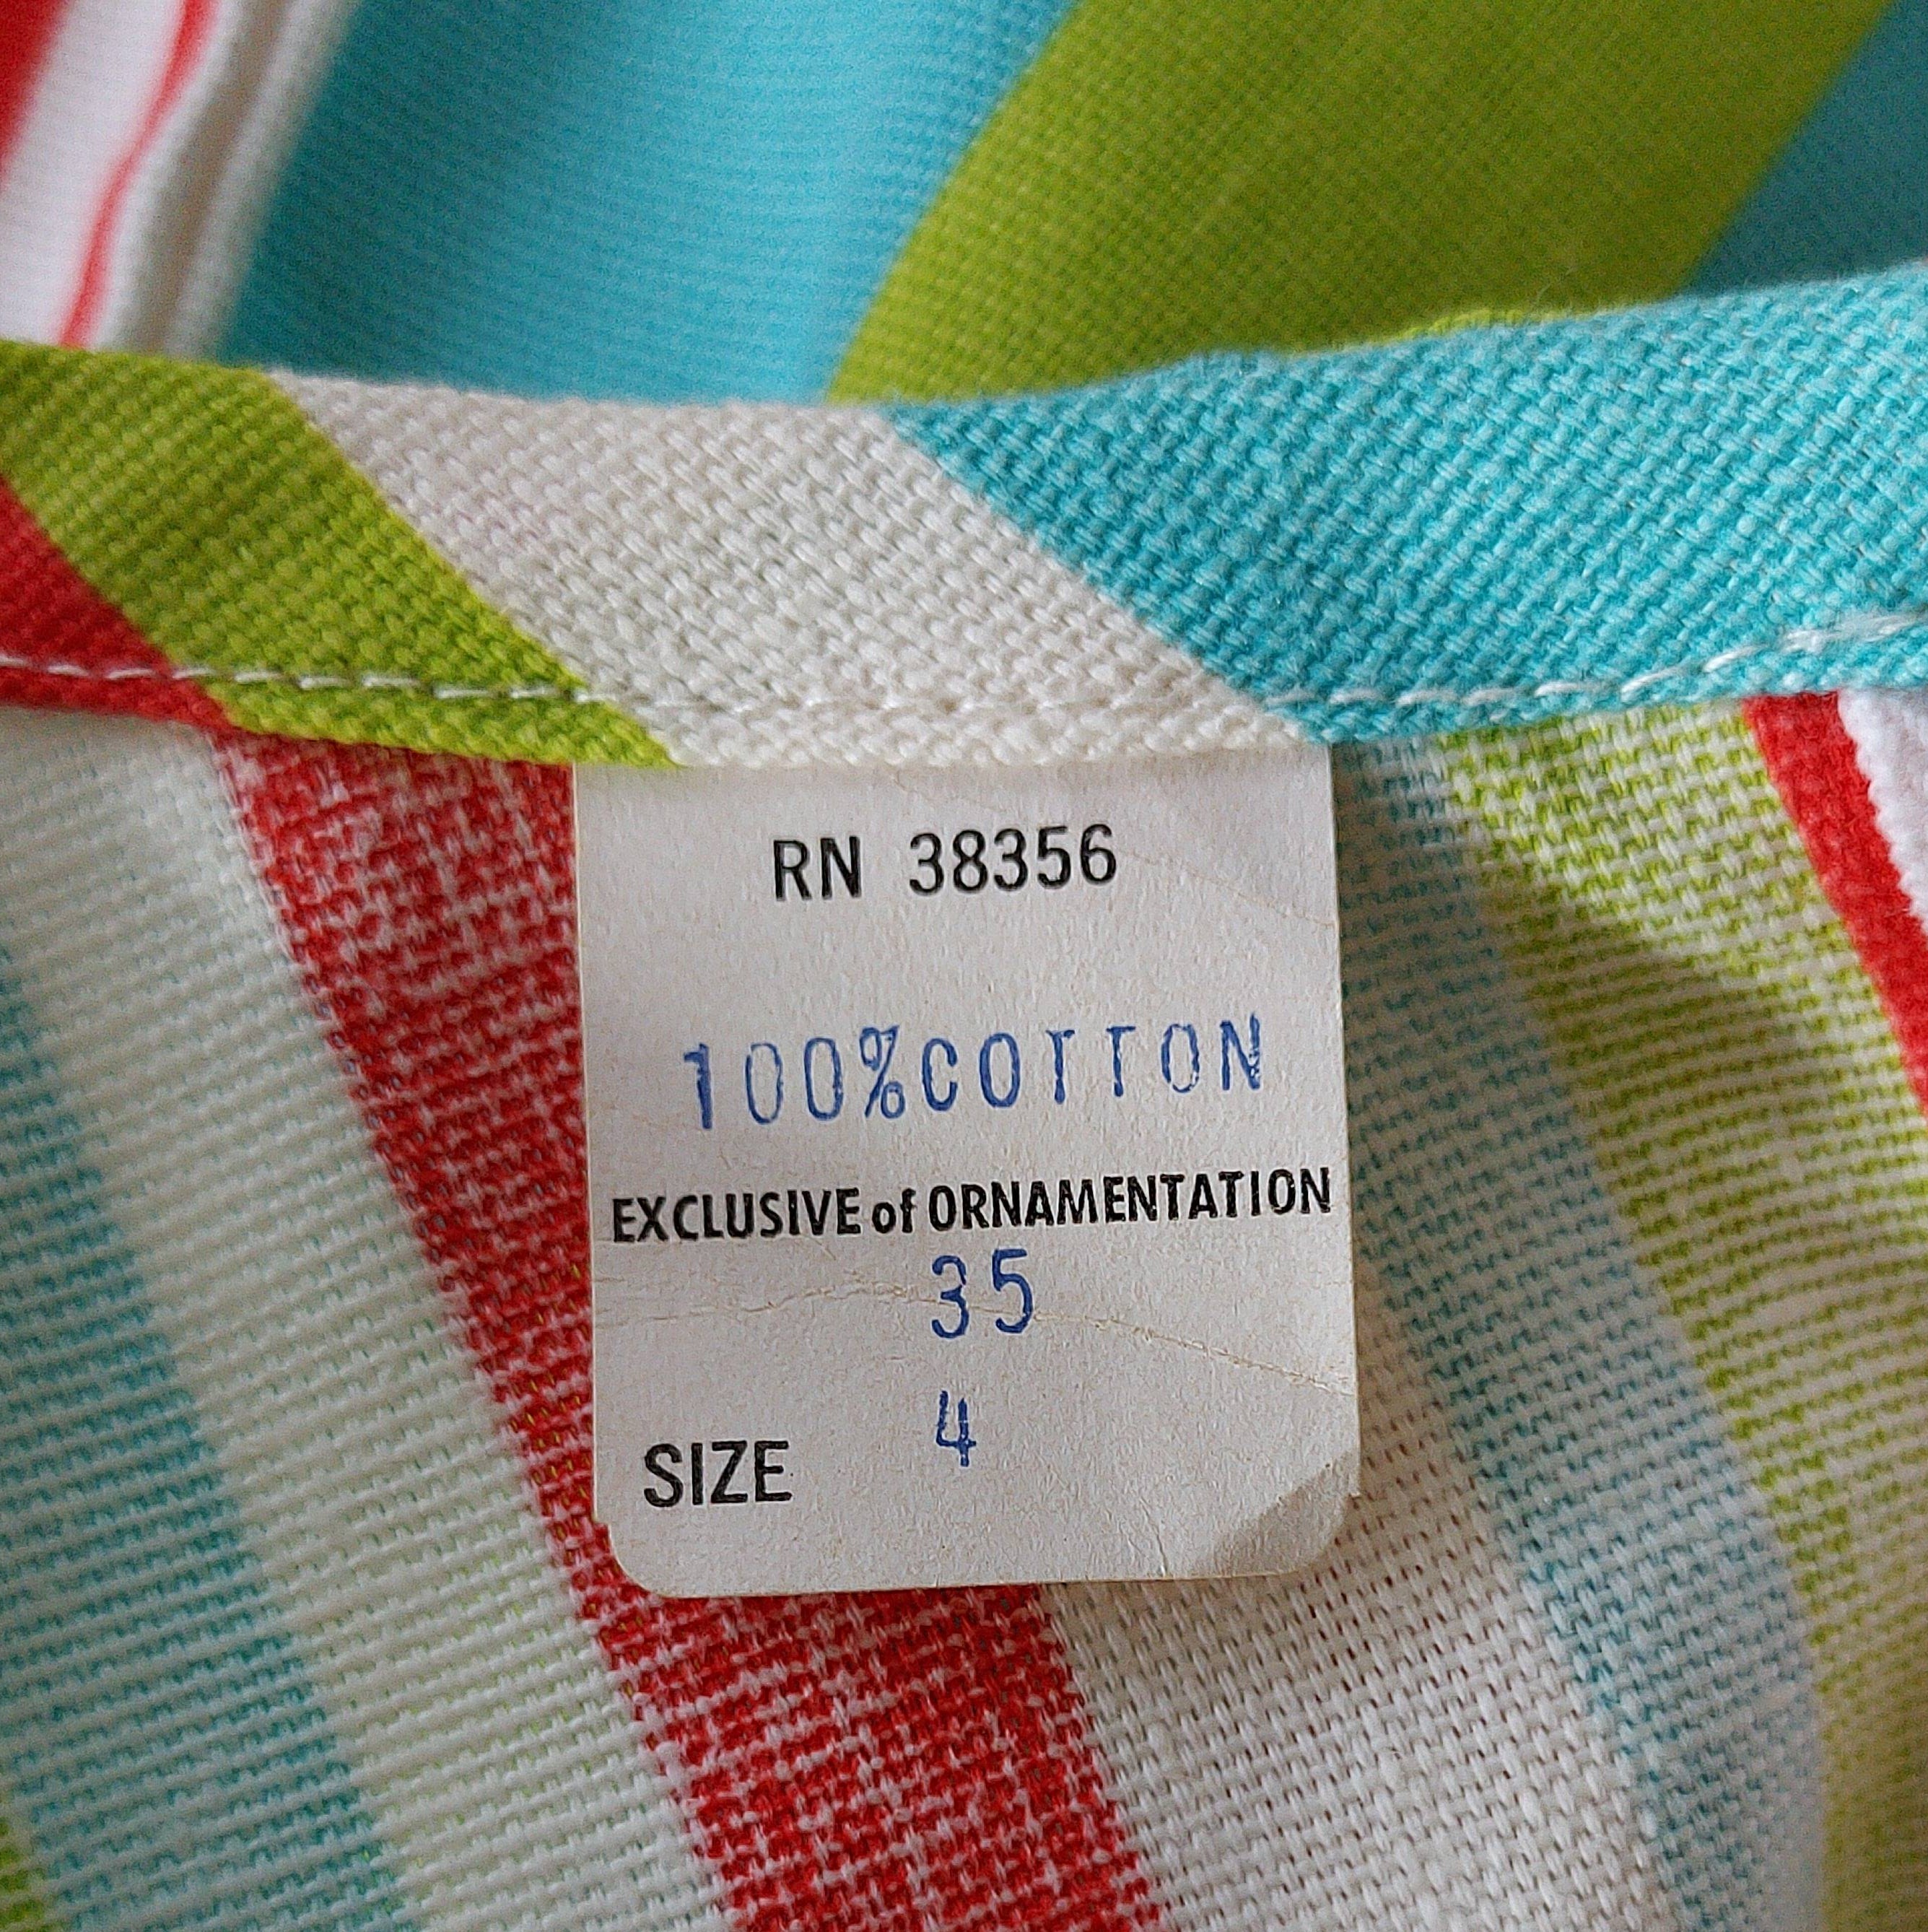 RN 38356
100%COTTON
EXCLUSIVE of ORNAMENTATION
35
4
SIZE